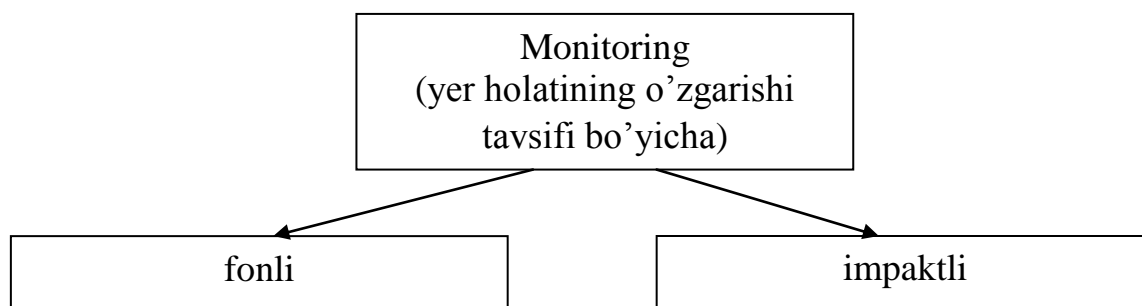 Monitoring
(yer holatining o’zgarishi
tavsifi bo’yicha)
fonli
impaktli